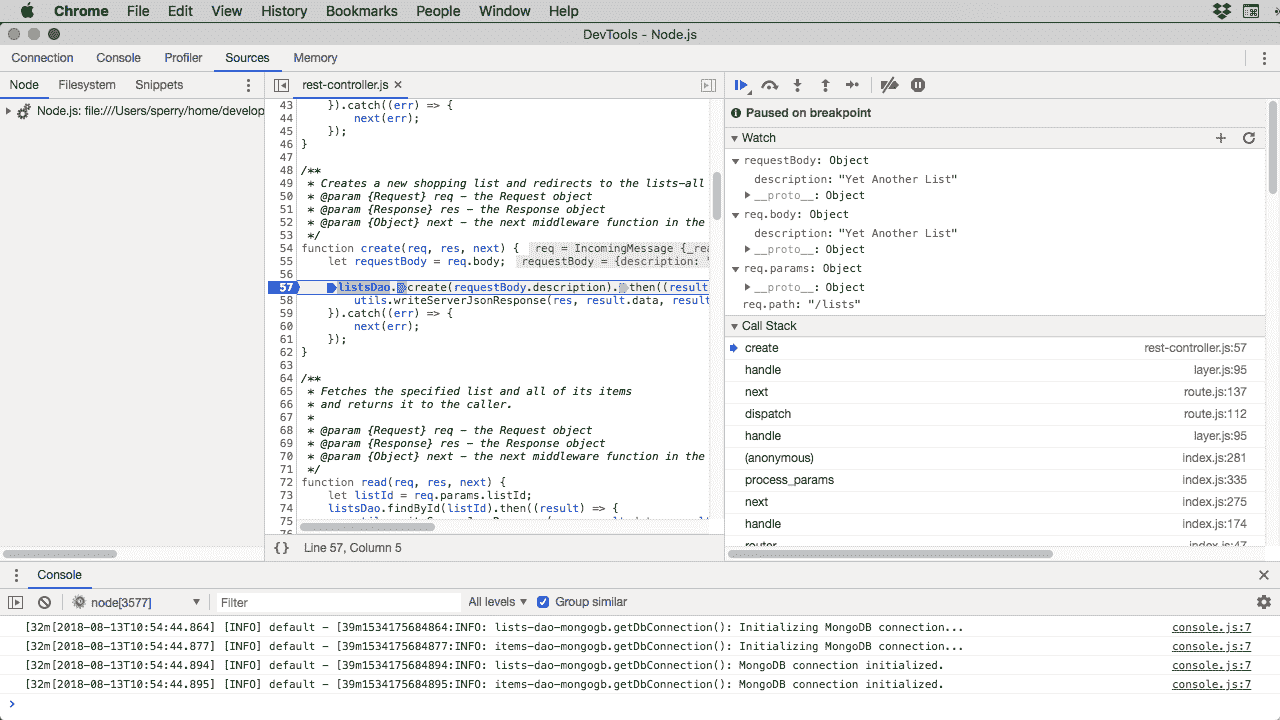 Chrome File Edit View History Bookmarks People Window Help
DevTools - Node.js
Connection Console Profiler Sources Memory
Node Filesystem Snippets
rest-controller.js ×
Node.js: file:///Users/sperry/home/develop
43 }).catch((err) => {
44 next(err);
45 });
46 }
47
48 /**
49 * Creates a new shopping list and redirects to the lists-all
50 * @param {Request} req - the Request object
51 * @param {Response} res - the Response object
52 * @param {Object} next - the next middleware function in the
53 */
54 function create(req, res, next) { req = IncomingMessage {_rea
55 let requestBody = req.body; requestBody = {description: "
56
57 listsDao.create(requestBody.description).then((result
58 utils.writeServerJsonResponse(res, result.data, result
59 }).catch((err) => {
60 next(err);
61 });
62 }
63
64 /**
65 * Fetches the specified list and all of its items
66 * and returns it to the caller.
67 *
68 * @param {Request} req - the Request object
69 * @param {Response} res - the Response object
70 * @param {Object} next - the next middleware function in the
71 */
72 function read(req, res, next) {
73 let listId = req.params.listId;
74 listsDao.findById(listId).then((result) => {
75
76
{} Line 57, Column 5
Paused on breakpoint
Watch
requestBody: Object
description: "Yet Another List"
__proto__: Object
req.body: Object
description: "Yet Another List"
__proto__: Object
req.params: Object
__proto__: Object
req.path: "/lists"
Call Stack
create rest-controller.js:57
handle layer.js:95
next route.js:137
dispatch route.js:112
handle layer.js:95
(anonymous) index.js:281
process_params index.js:335
next index.js:275
handle index.js:174
router index.js:47
Console
node[3577] Filter All levels Group similar
[32m[2018-08-13T10:54:44.864] [INFO] default - [39m1534175684864:INFO: lists-dao-mongogb.getDbConnection(): Initializing MongoDB connection... console.js:7
[32m[2018-08-13T10:54:44.877] [INFO] default - [39m1534175684877:INFO: items-dao-mongogb.getDbConnection(): Initializing MongoDB connection... console.js:7
[32m[2018-08-13T10:54:44.894] [INFO] default - [39m1534175684894:INFO: lists-dao-mongogb.getDbConnection(): MongoDB connection initialized. console.js:7
[32m[2018-08-13T10:54:44.895] [INFO] default - [39m1534175684895:INFO: items-dao-mongogb.getDbConnection(): MongoDB connection initialized. console.js:7
>